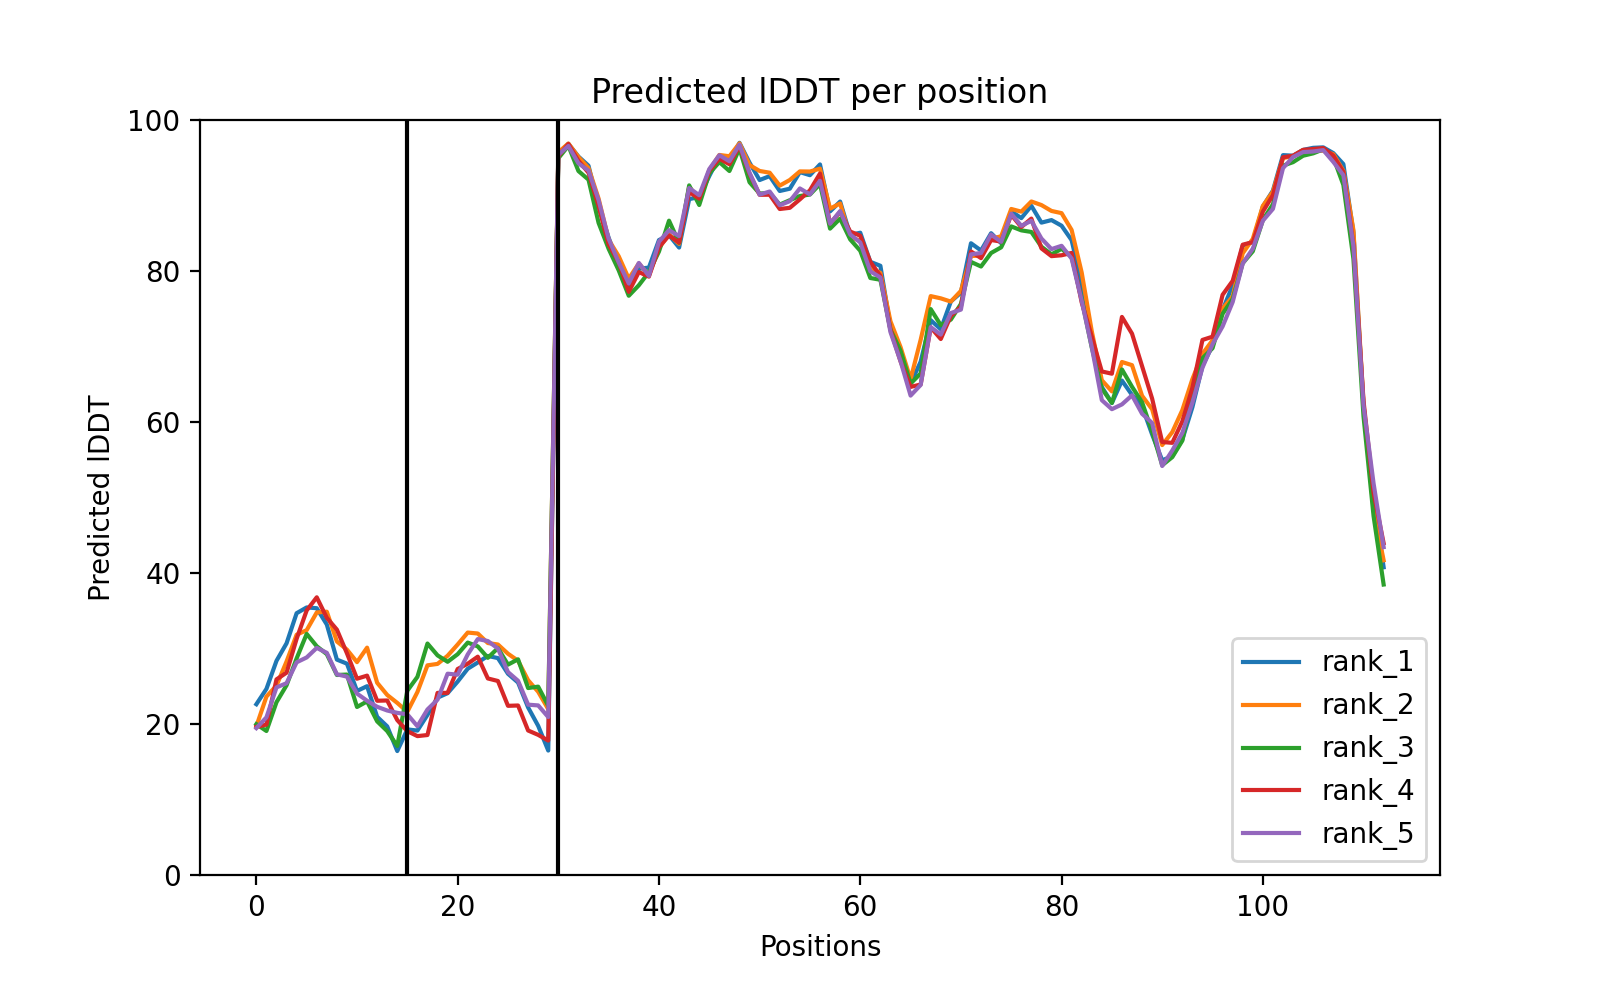 Predicted lDDT per position
Predicted lDDT
100
80
60
40
20
0
0 20 40 60 80 100
Positions
rank_1
rank_2
rank_3
rank_4
rank_5